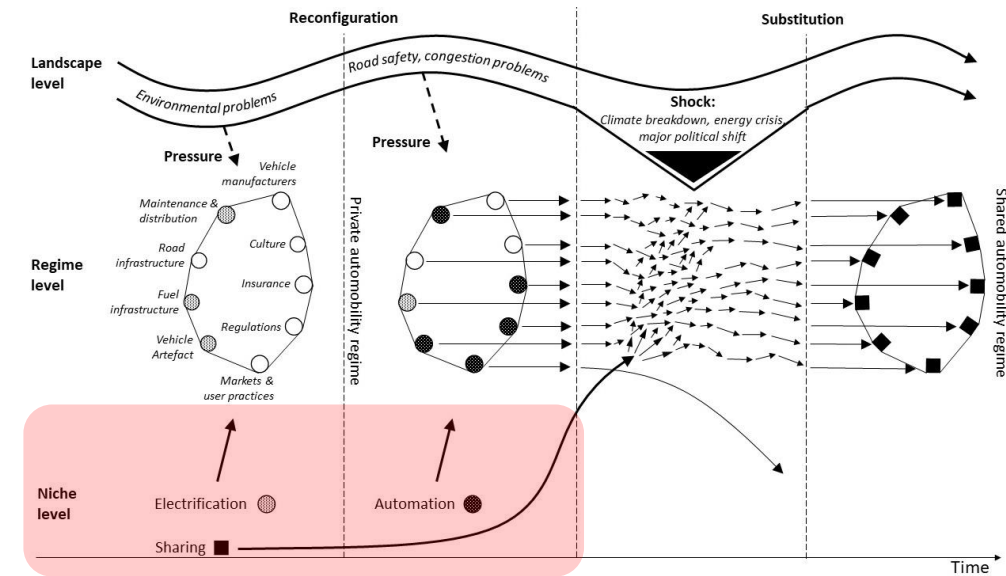 Reconfiguration
Substitution
Landscape
level
Environmental problems
Road safety, congestion problems
Shock:
Climate breakdown, energy crisis,
major political shift
Pressure
Pressure
Vehicle
manufacturers
Maintenance &
distribution
Culture
Road
infrastructure
Regime
level
Insurance
Fuel
infrastructure
Regulations
Vehicle
Artefact
Markets &
user practices
Private automobility regime
Shared automobility regime
Niche
level
Electrification
Automation
Sharing
Time